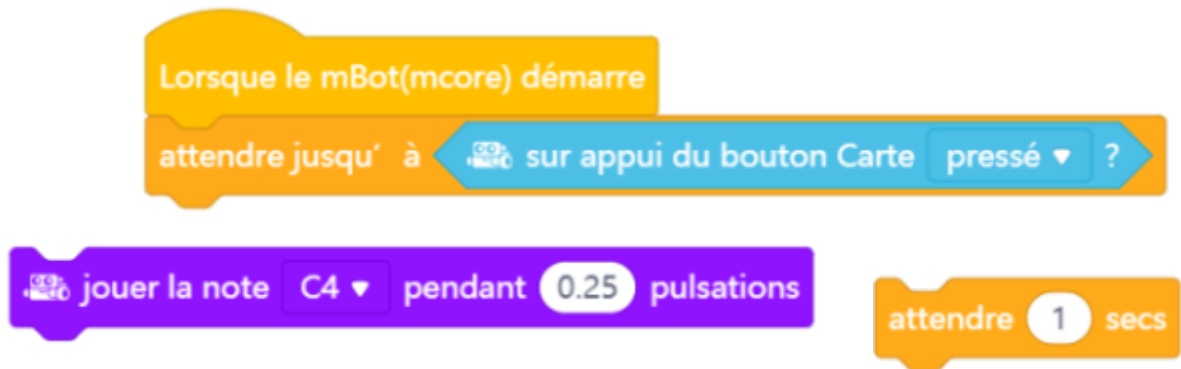 Lorsque le mBot(mcore) démarre
attendre jusqu' à sur appui du bouton Carte pressé ?
jouer la note C4 pendant 0.25 pulsations
attendre 1 secs